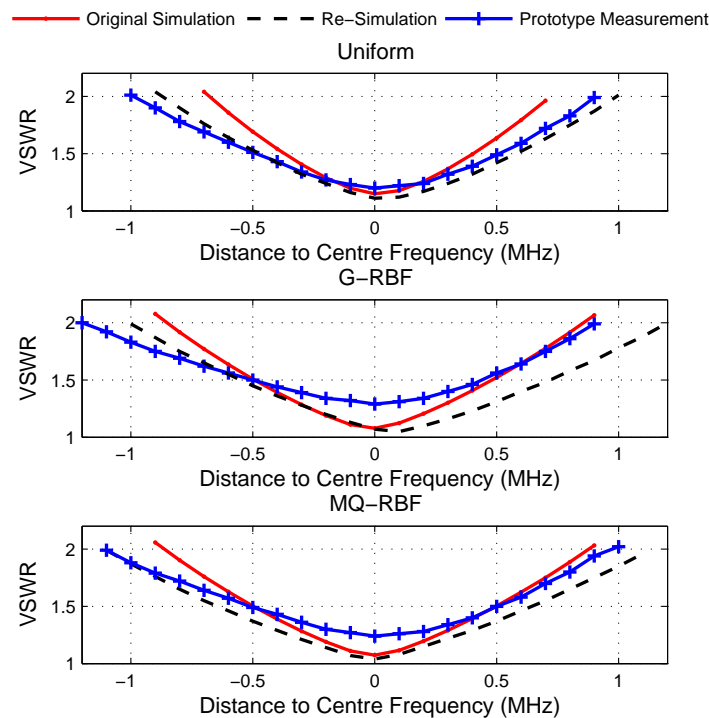 Original Simulation Re−Simulation Prototype Measurement
Uniform
VSWR
2
1.5
1
−1 −0.5 0 0.5 1
Distance to Centre Frequency (MHz)
G−RBF
VSWR
2
1.5
1
−1 −0.5 0 0.5 1
Distance to Centre Frequency (MHz)
MQ−RBF
VSWR
2
1.5
1
−1 −0.5 0 0.5 1
Distance to Centre Frequency (MHz)